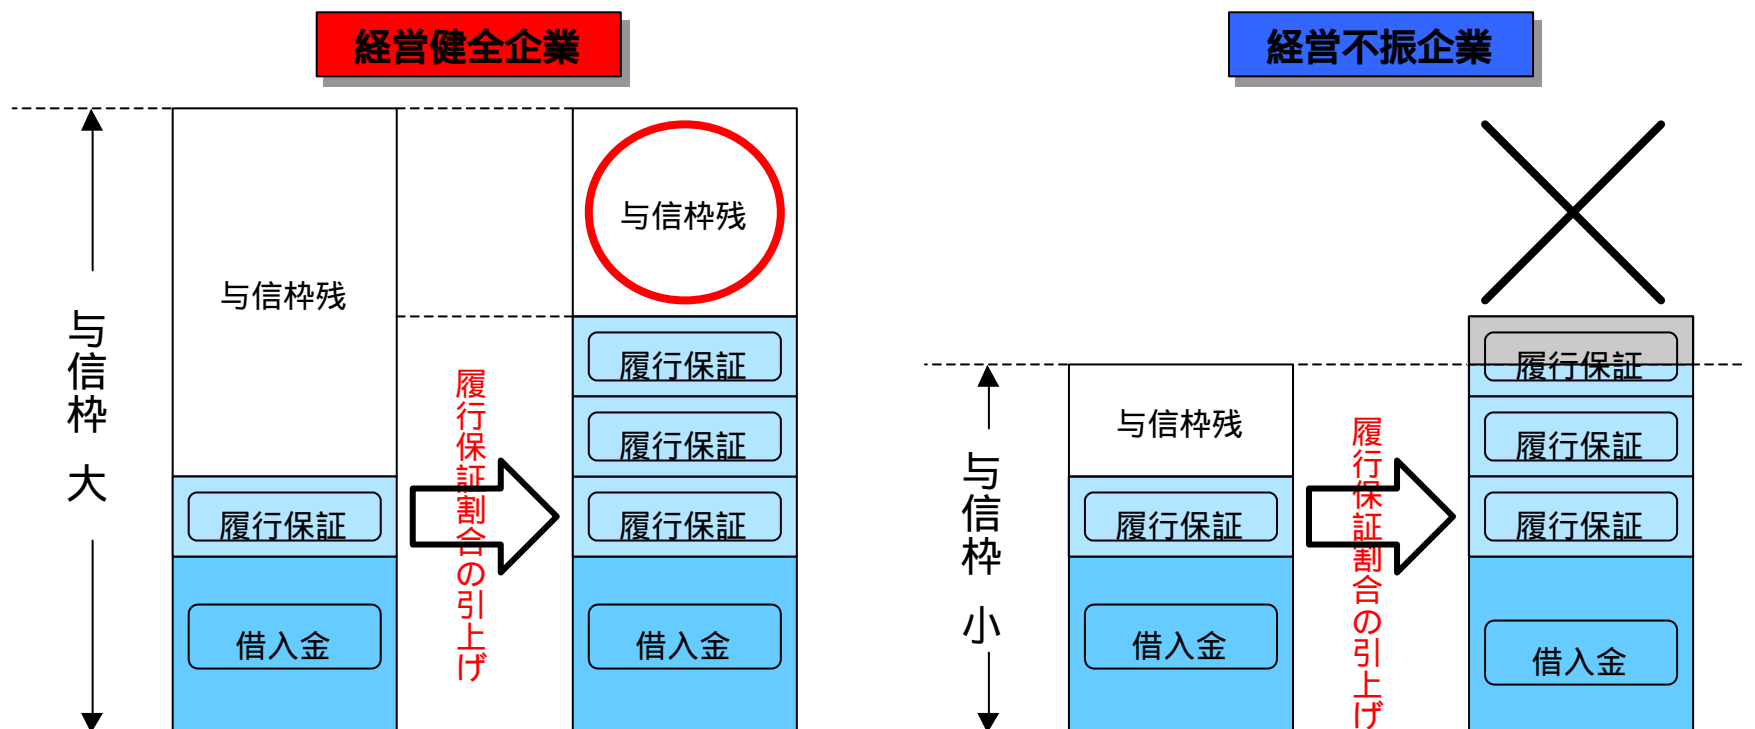 経営健全企業
与信枠 大
与信枠残
履行保証
借入金
履行保証割合の引上げ
与信枠残
履行保証
履行保証
履行保証
借入金
経営不振企業
与信枠 小
与信枠残
履行保証
借入金
履行保証割合の引上げ
履行保証
履行保証
履行保証
借入金